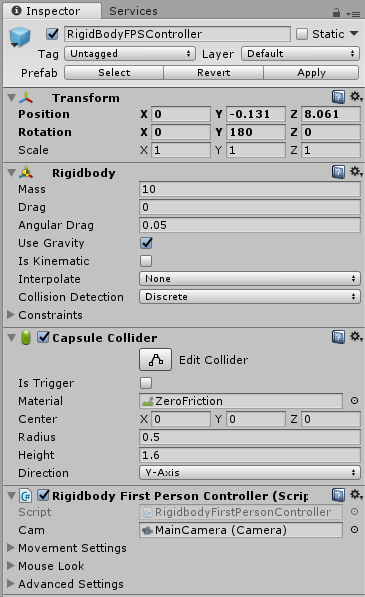 Inspector Services
RigidBodyFPSController Static
Tag Untagged Layer Default
Prefab Select Revert Apply
Transform
Position X 0 Y -0.131 Z 8.061
Rotation X 0 Y 180 Z 0
Scale X 1 Y 1 Z 1
Rigidbody
Mass 10
Drag 0
Angular Drag 0.05
Use Gravity
Is Kinematic
Interpolate None
Collision Detection Discrete
Constraints
Capsule Collider
Edit Collider
Is Trigger
Material ZeroFriction
Center X 0 Y 0 Z 0
Radius 0.5
Height 1.6
Direction Y-Axis
Rigidbody First Person Controller (Scrip
Script RigidbodyFirstPersonController
Cam MainCamera (Camera)
Movement Settings
Mouse Look
Advanced Settings